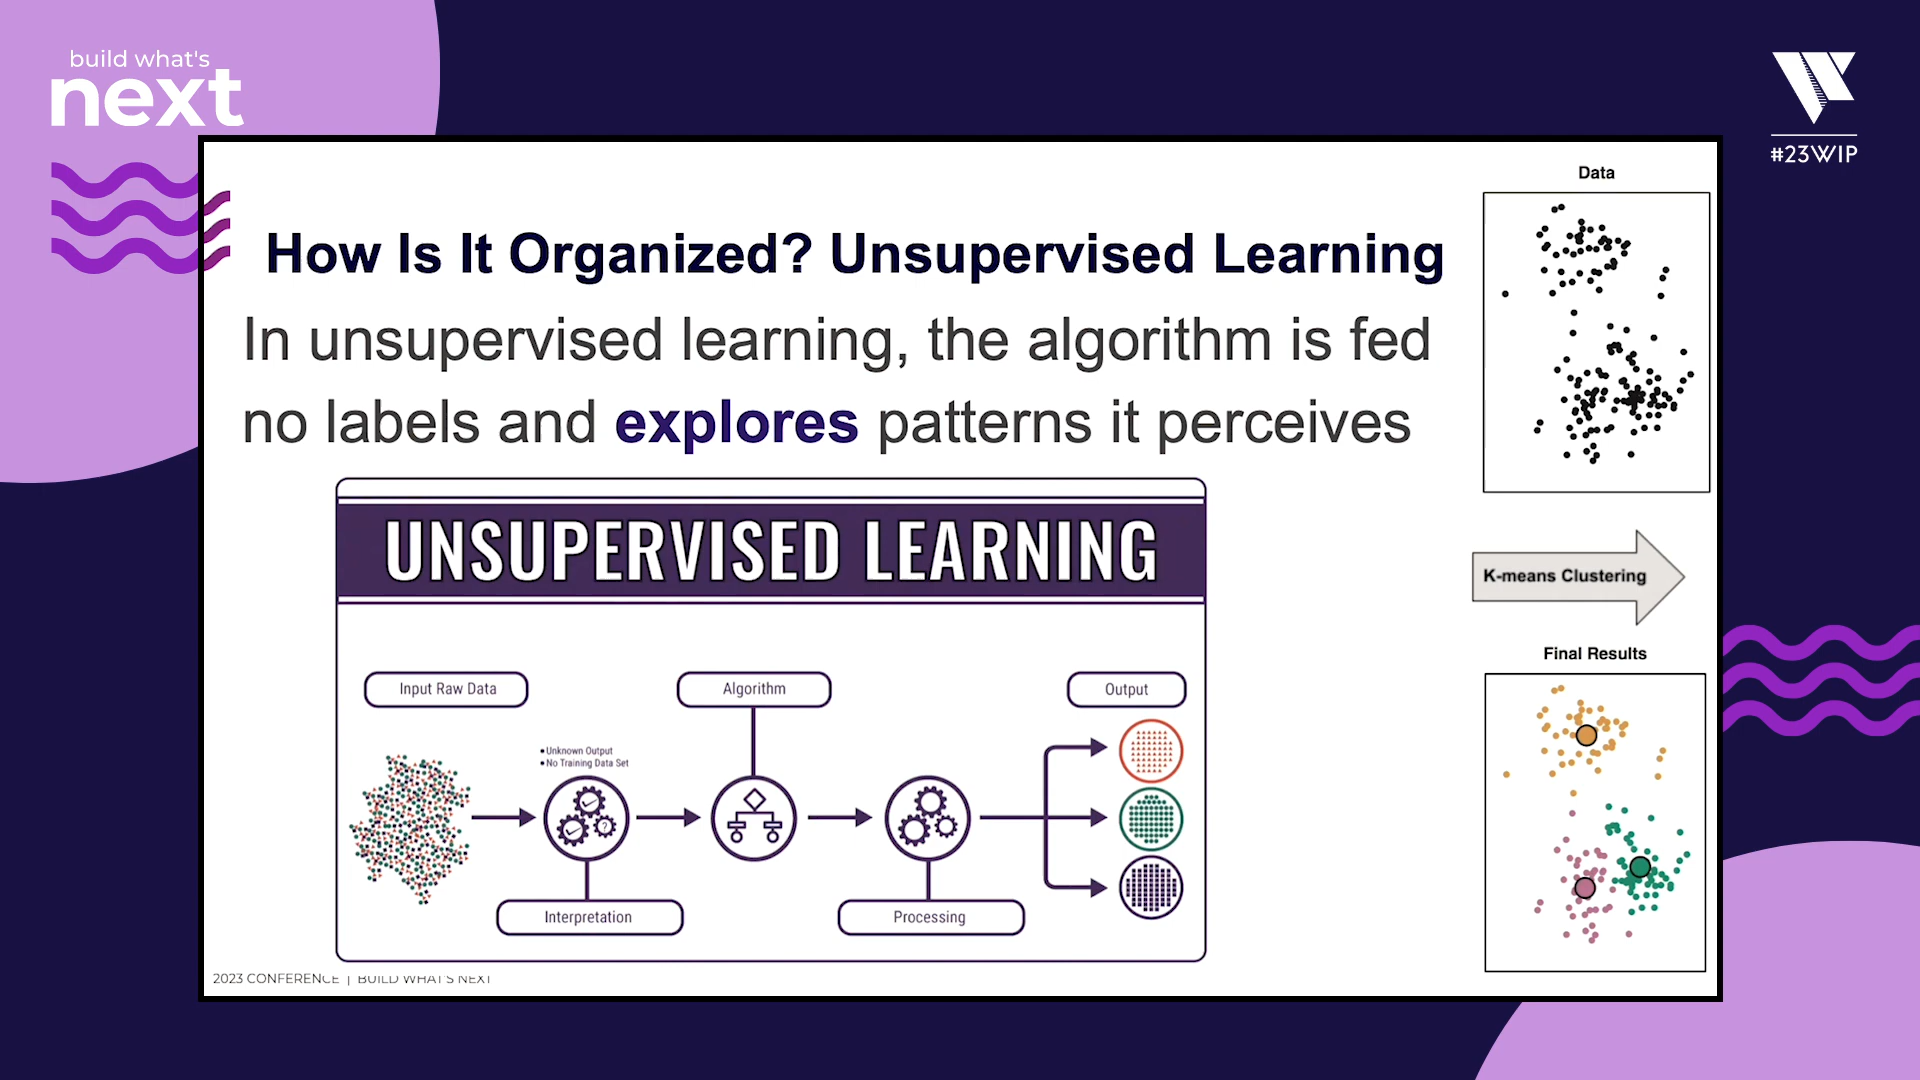 build what's
next
#23WIP
How Is It Organized? Unsupervised Learning
In unsupervised learning, the algorithm is fed
no labels and explores patterns it perceives
UNSUPERVISED LEARNING
Input Raw Data
Algorithm
Output
• Unknown Output
• No Training Data Set
Interpretation
Processing
Data
K-means Clustering
Final Results
2023 CONFERENCE | BUILD WHAT'S NEXT